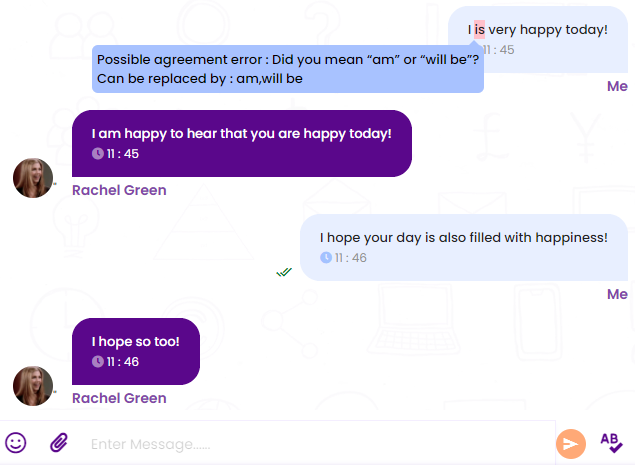 I is very happy today!
11 : 45
Possible agreement error : Did you mean “am” or “will be”?
Can be replaced by : am,will be
Me
I am happy to hear that you are happy today!
11 : 45
Rachel Green
I hope your day is also filled with happiness!
11 : 46
Me
I hope so too!
11 : 46
Rachel Green
Enter Message......
AB